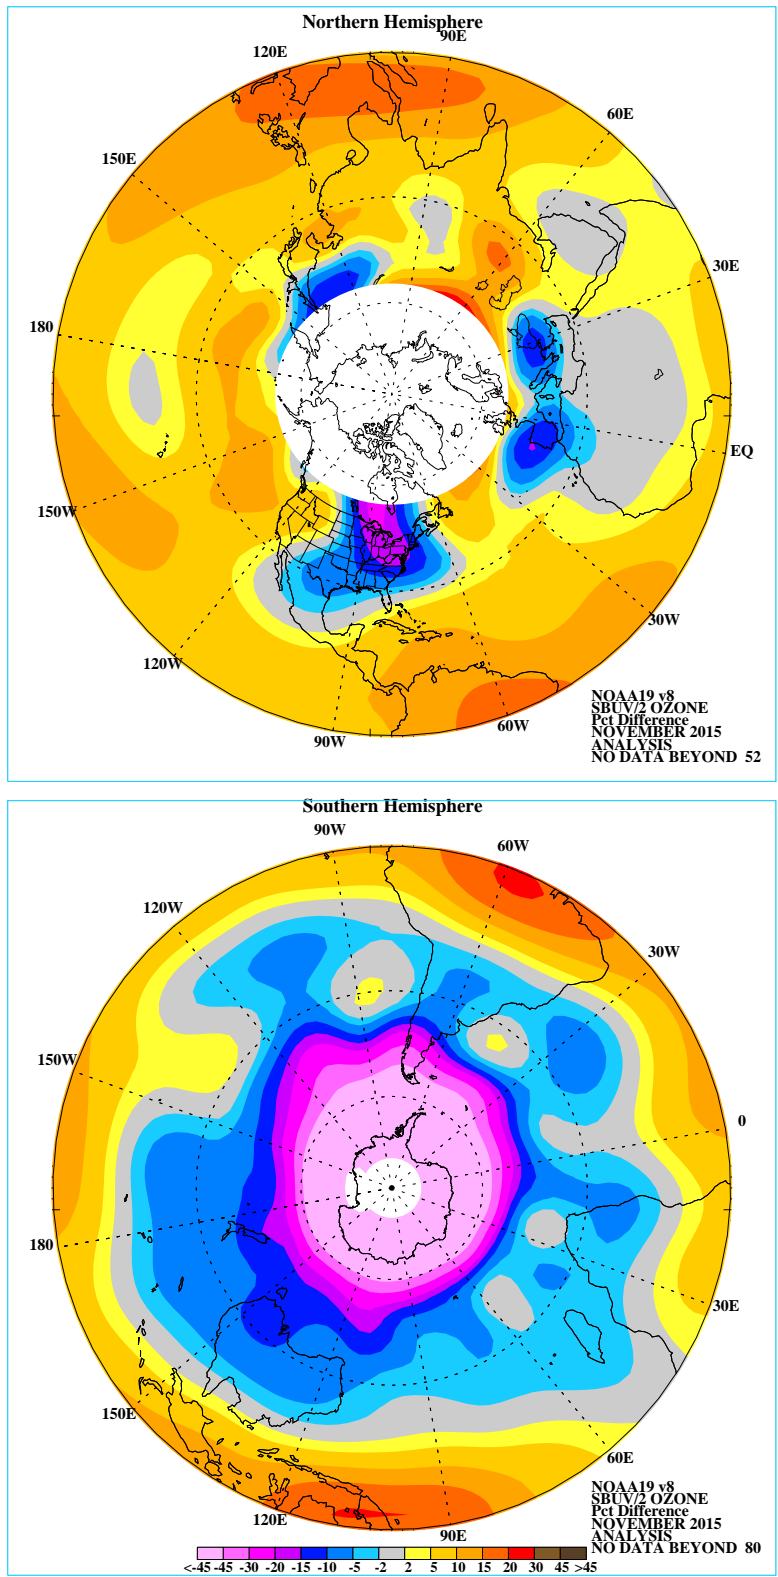 Northern Hemisphere
90E
120E
60E
150E
30E
180
EQ
150W
30W
120W
60W
90W
NOAA19 v8
SBUV/2 OZONE
Pct Difference
NOVEMBER 2015
ANALYSIS
NO DATA BEYOND 52
Southern Hemisphere
90W
60W
120W
30W
150W
0
180
30E
150E
60E
120E
90E
NOAA19 v8
SBUV/2 OZONE
Pct Difference
NOVEMBER 2015
ANALYSIS
NO DATA BEYOND 80
<-45 -45 -30 -20 -15 -10 -5 -2 2 5 10 15 20 30 45 >45